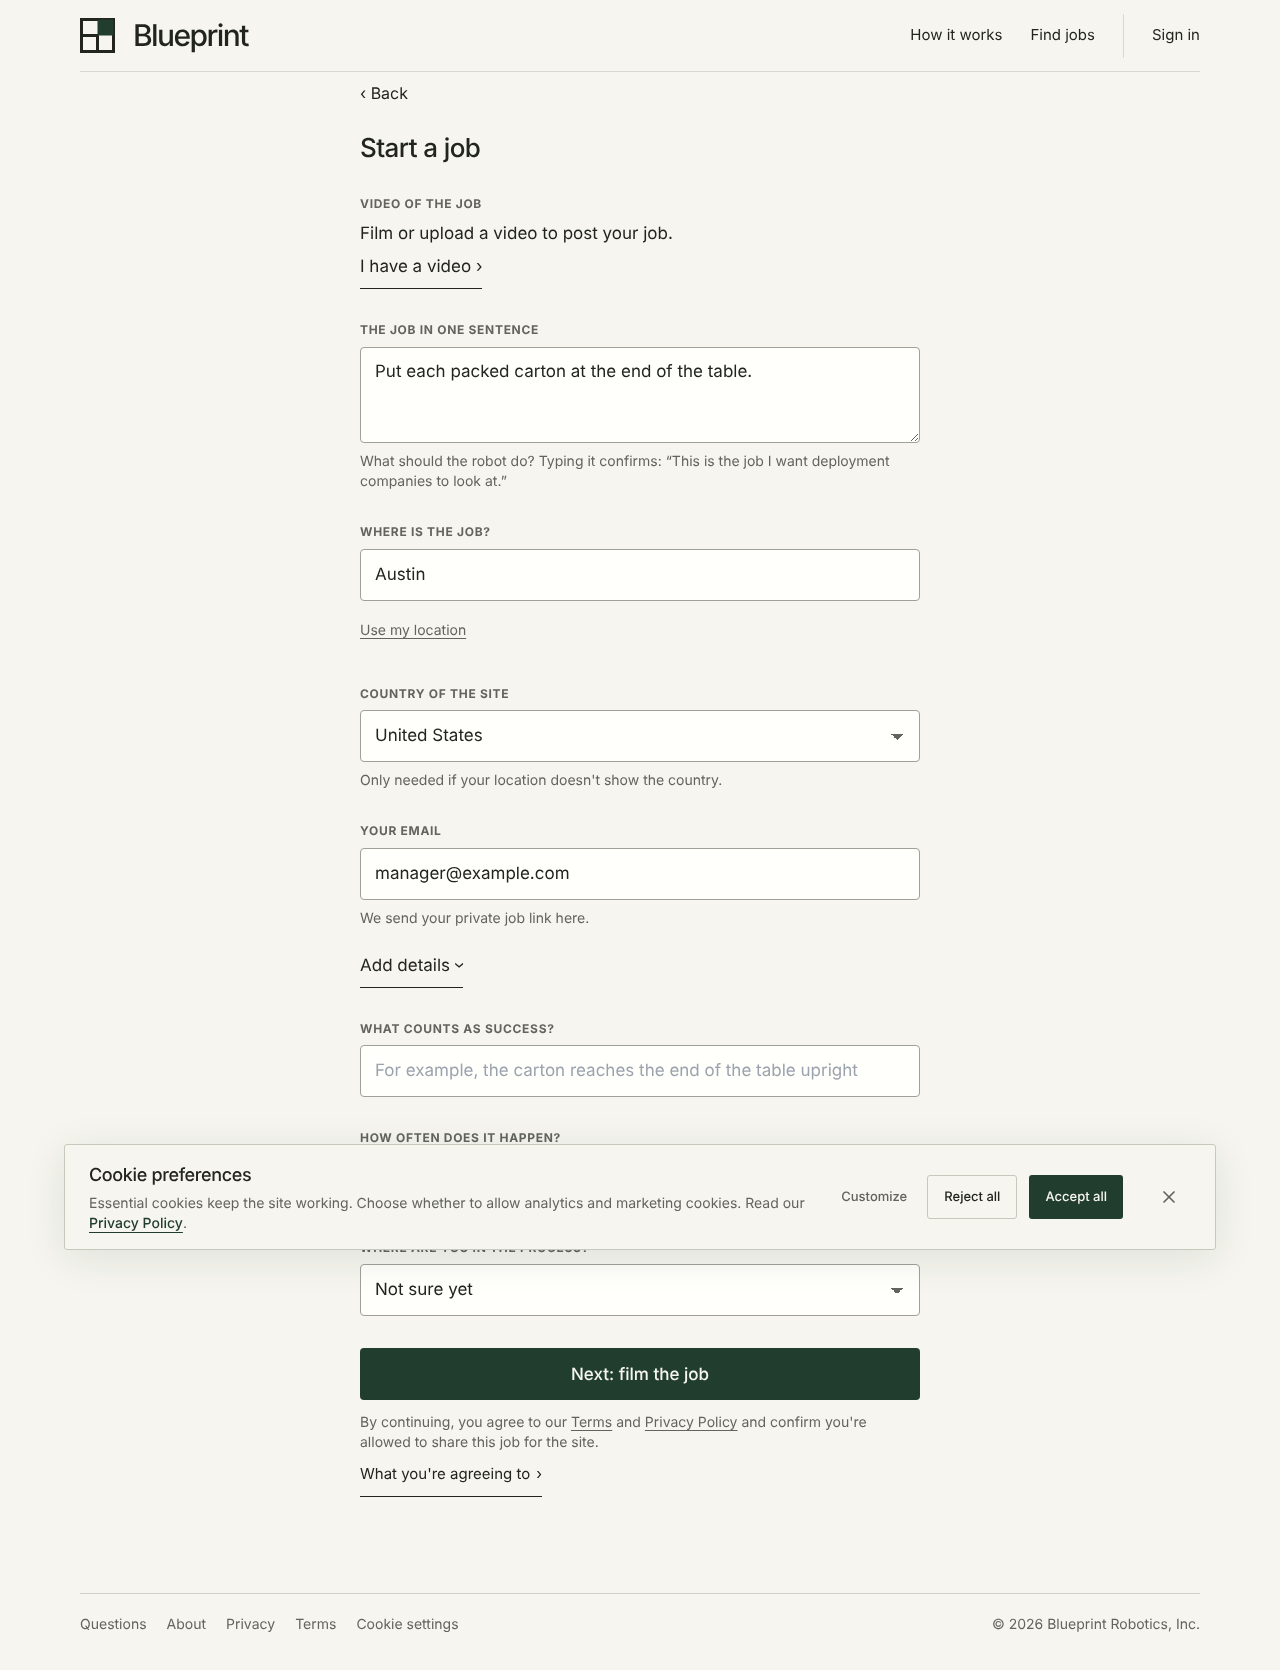 Blueprint
How it works
Find jobs
Sign in
‹ Back
Start a job
VIDEO OF THE JOB
Film or upload a video to post your job.
I have a video ›
THE JOB IN ONE SENTENCE
Put each packed carton at the end of the table.
What should the robot do? Typing it confirms: “This is the job I want deployment
companies to look at.”
WHERE IS THE JOB?
Austin
Use my location
COUNTRY OF THE SITE
United States
Only needed if your location doesn't show the country.
YOUR EMAIL
manager@example.com
We send your private job link here.
Add details
WHAT COUNTS AS SUCCESS?
For example, the carton reaches the end of the table upright
HOW OFTEN DOES IT HAPPEN?
Cookie preferences
Essential cookies keep the site working. Choose whether to allow analytics and marketing cookies. Read our
Privacy Policy.
Customize
Reject all
Accept all
WHERE ARE YOU IN THE PROCESS?
Not sure yet
Next: film the job
By continuing, you agree to our Terms and Privacy Policy and confirm you're
allowed to share this job for the site.
What you're agreeing to ›
Questions
About
Privacy
Terms
Cookie settings
© 2026 Blueprint Robotics, Inc.